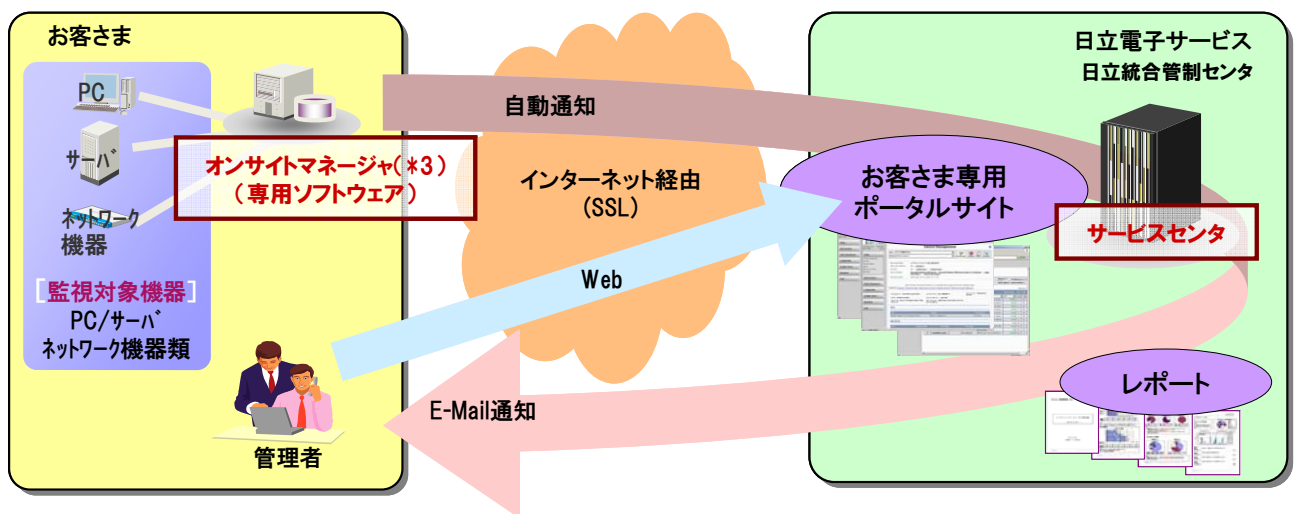 お客さま
PC
サーバ
ネットワーク
機器
[監視対象機器]
PC/サーバ
ネットワーク機器類
オンサイトマネージャ(*3)
(専用ソフトウェア)
管理者
自動通知
インターネット経由
(SSL)
Web
E-Mail通知
日立電子サービス
日立統合管制センタ
お客さま専用
ポータルサイト
サービスセンタ
レポート